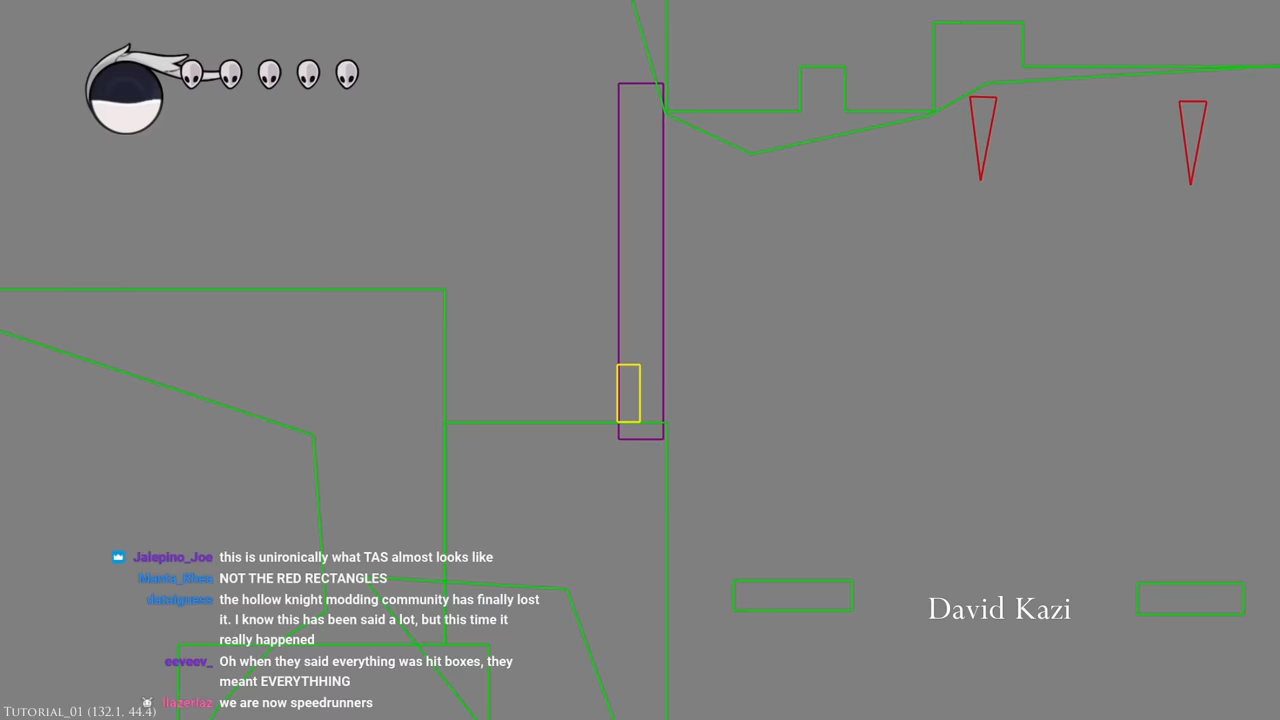 Jalepino_Joe this is unironically what TAS almost looks like
Manta_Rhea NOT THE RED RECTANGLES
the hollow knight modding community has finally lost
it. I know this has been said a lot, but this time it
really happened
David Kazi
eeveev_ Oh when they said everything was hit boxes, they
meant EVERYTHHING
llazerlaz we are now speedrunners
Tutorial_01 (132.1, 44.4)